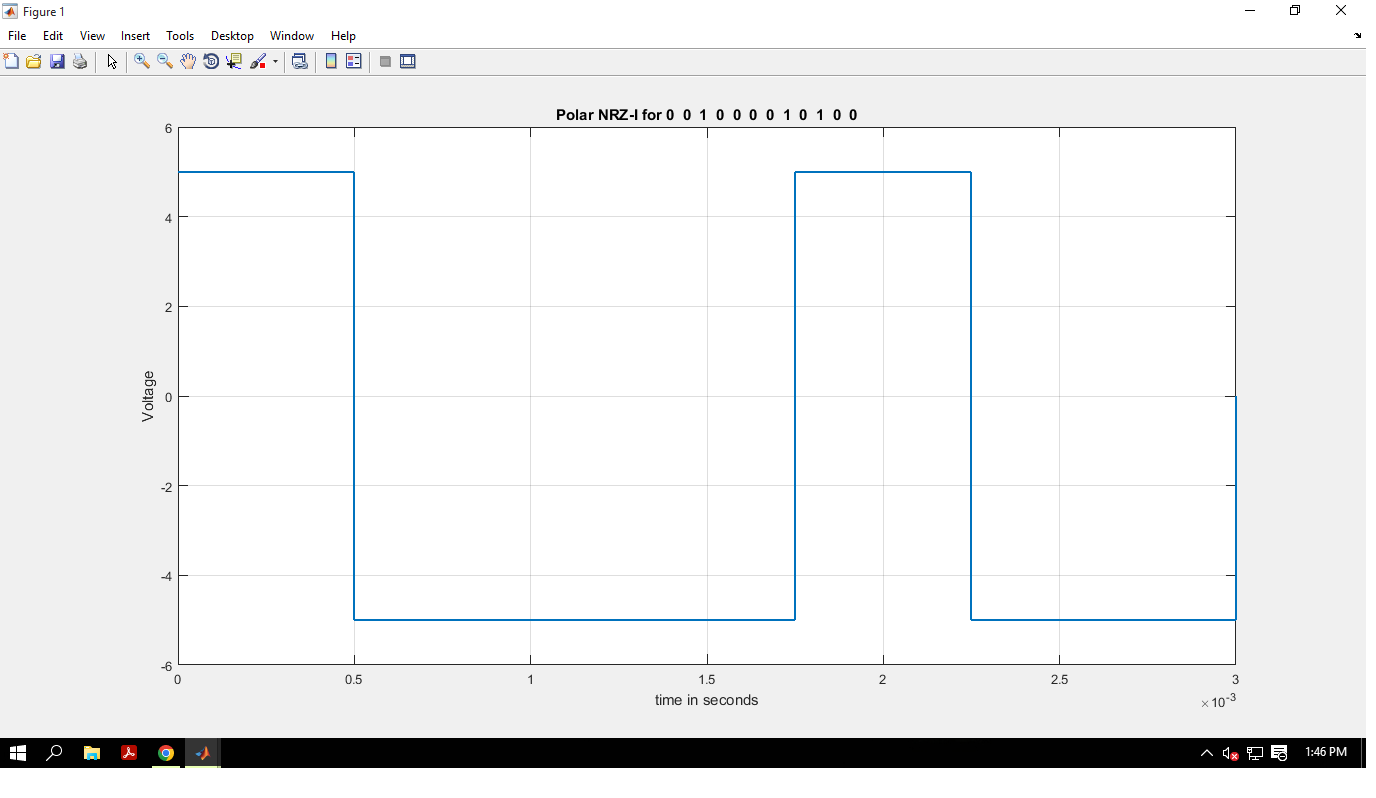 Figure 1
File Edit View Insert Tools Desktop Window Help
Polar NRZ-I for 0 0 1 0 0 0 0 1 0 1 0 0
6
4
2
0
-2
-4
-6
Voltage
0 0.5 1 1.5 2 2.5 3
time in seconds
×10-3
1:46 PM